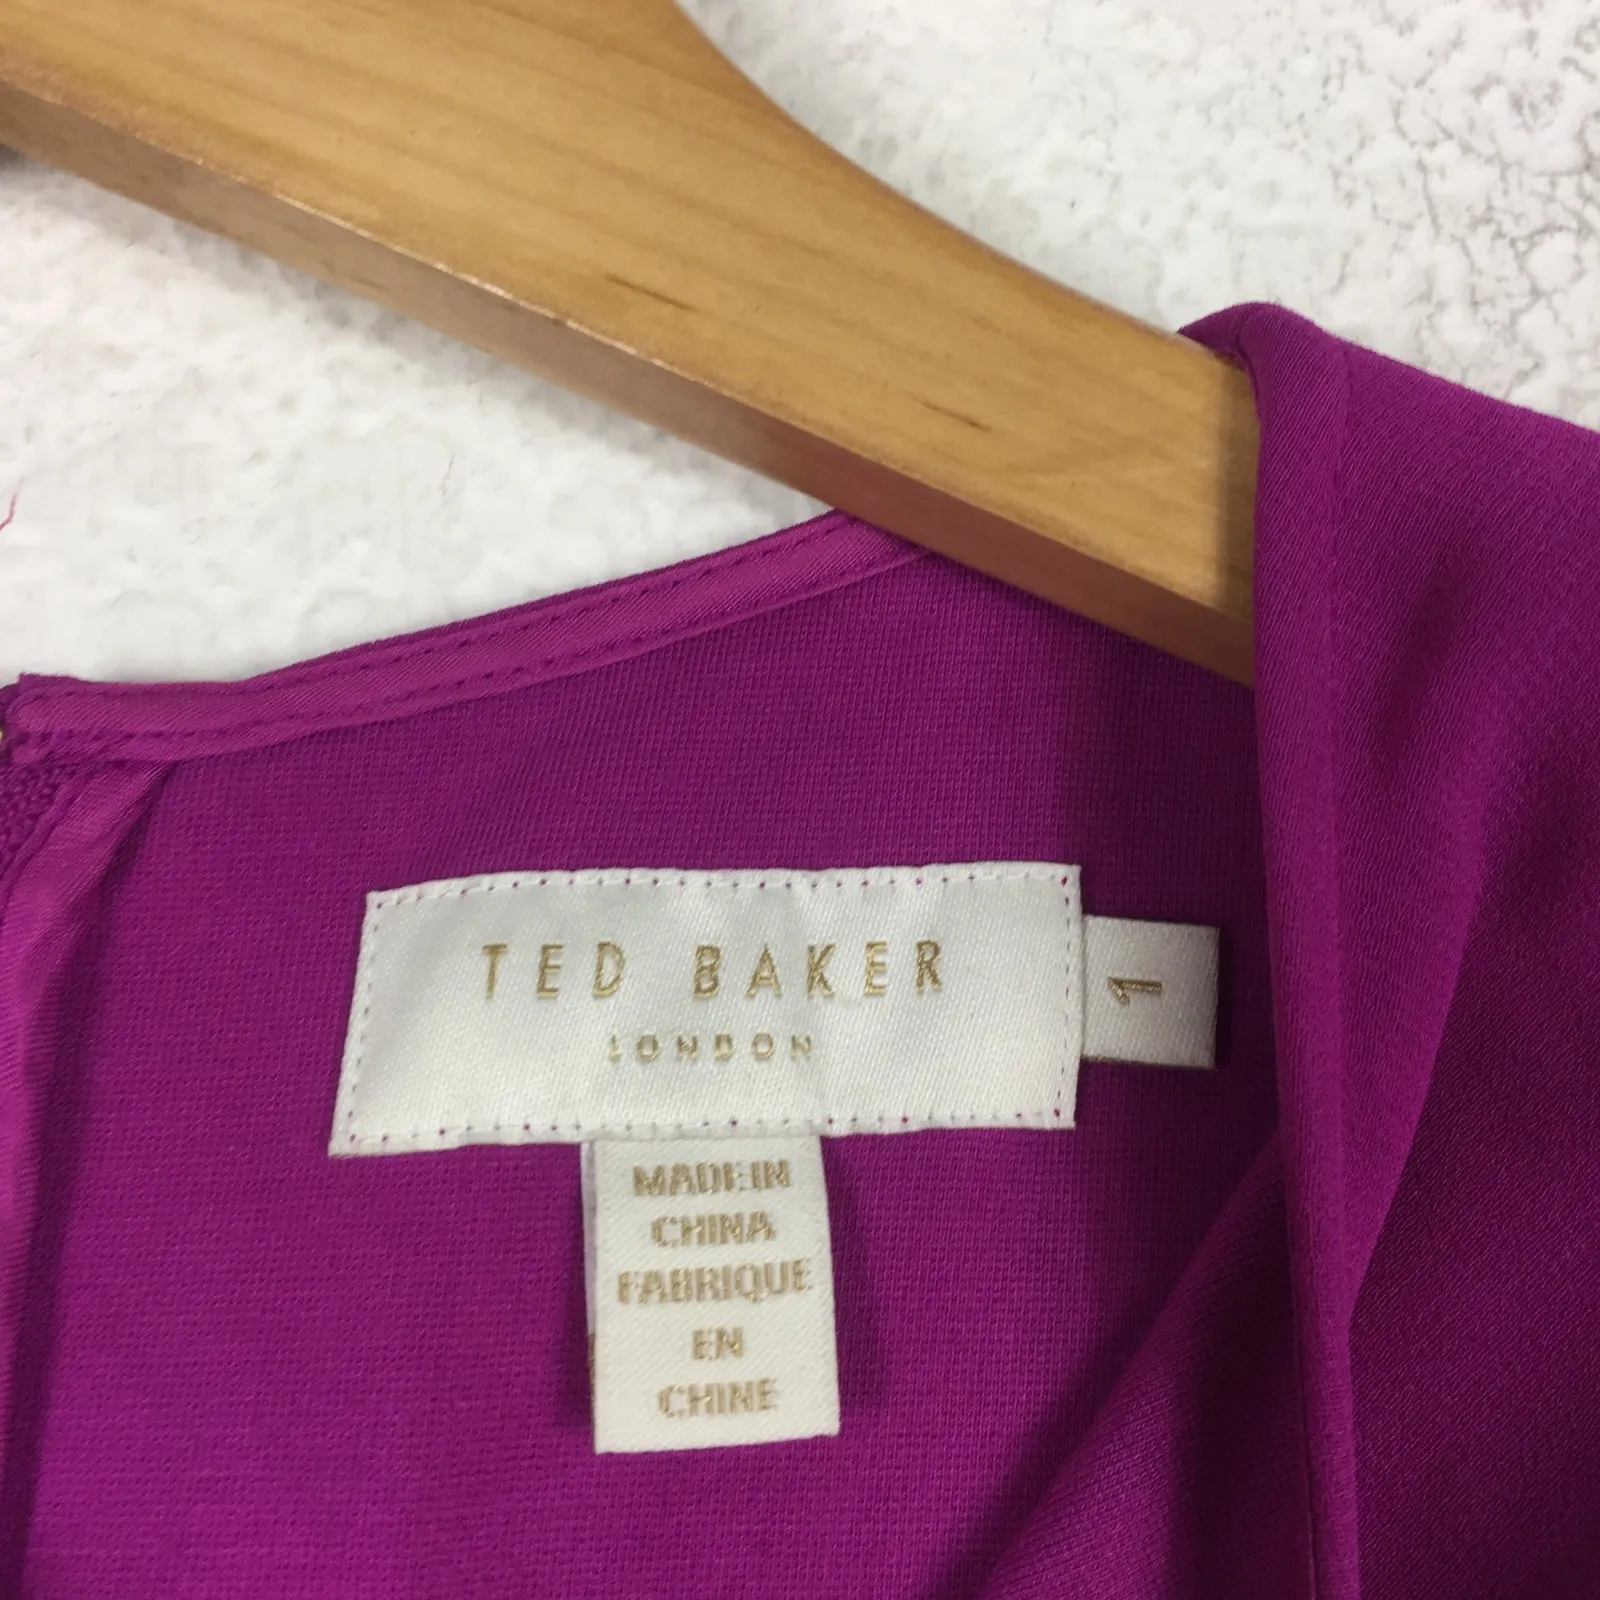 TED BAKER
LONDON
1
MADE IN
CHINA
FABRIQUE
EN
CHINE